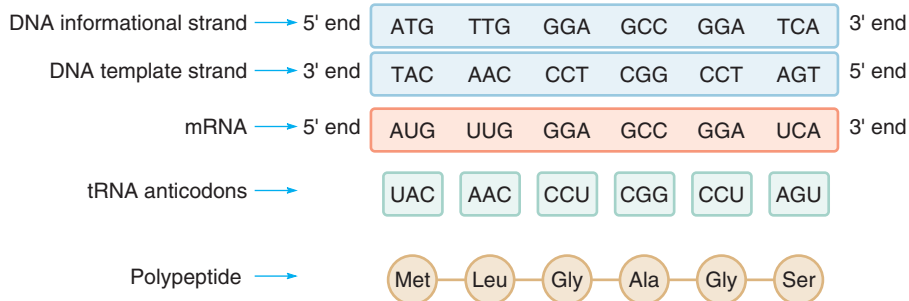 DNA informational strand 5' end ATG TTG GGA GCC GGA TCA 3' end
DNA template strand 3' end TAC AAC CCT CGG CCT AGT 5' end
mRNA 5' end AUG UUG GGA GCC GGA UCA 3' end
tRNA anticodons UAC AAC CCU CGG CCU AGU
Polypeptide Met Leu Gly Ala Gly Ser